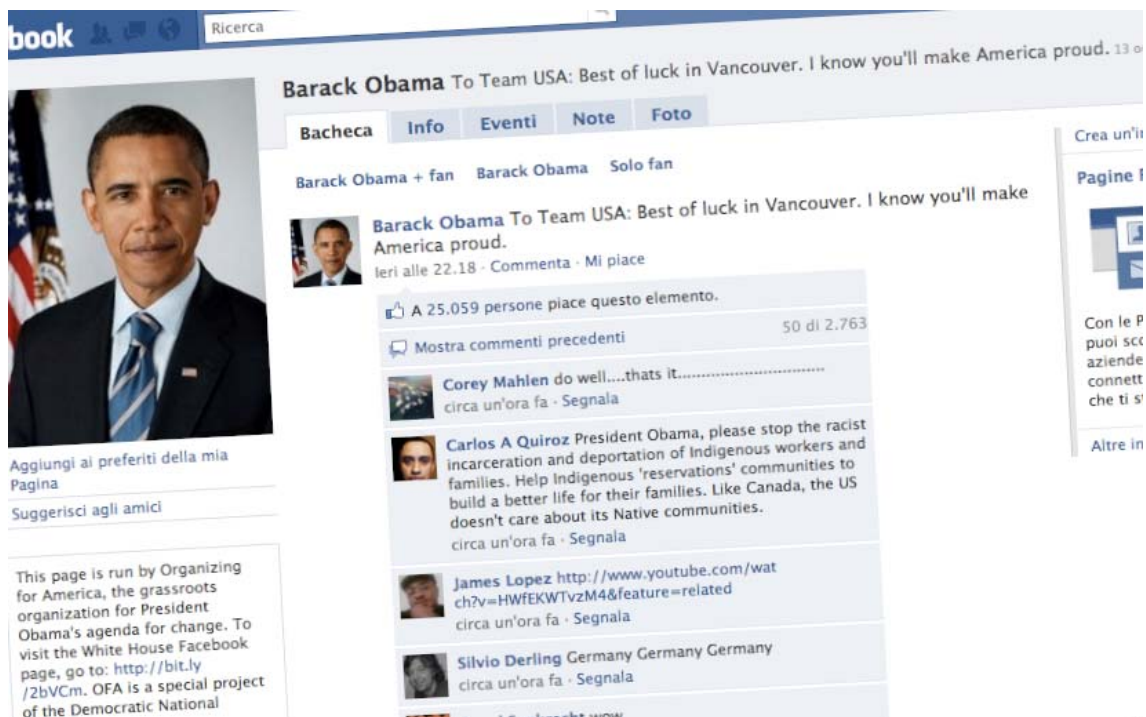 book
Ricerca
Barack Obama To Team USA: Best of luck in Vancouver. I know you'll make America proud. 13 o
Bacheca Info Eventi Note Foto
Barack Obama + fan Barack Obama Solo fan
Barack Obama To Team USA: Best of luck in Vancouver. I know you'll make
America proud.
Ieri alle 22.18 · Commenta · Mi piace
A 25.059 persone piace questo elemento.
Mostra commenti precedenti 50 di 2.763
Corey Mahlen do well....thats it.................................
circa un'ora fa · Segnala
Carlos A Quiroz President Obama, please stop the racist
incarceration and deportation of Indigenous workers and
families. Help Indigenous 'reservations' communities to
build a better life for their families. Like Canada, the US
doesn't care about its Native communities.
circa un'ora fa · Segnala
James Lopez http://www.youtube.com/wat
ch?v=HWfEKWTvzM4&feature=related
circa un'ora fa · Segnala
Silvio Derling Germany Germany Germany
circa un'ora fa · Segnala
wow
Aggiungi ai preferiti della mia
Pagina
Suggerisci agli amici
This page is run by Organizing
for America, the grassroots
organization for President
Obama's agenda for change. To
visit the White House Facebook
page, go to: http://bit.ly
/2bVCm. OFA is a special project
of the Democratic National
Crea un'i
Pagine F
Con le P
puoi sco
aziende
connett
che ti s
Altre in